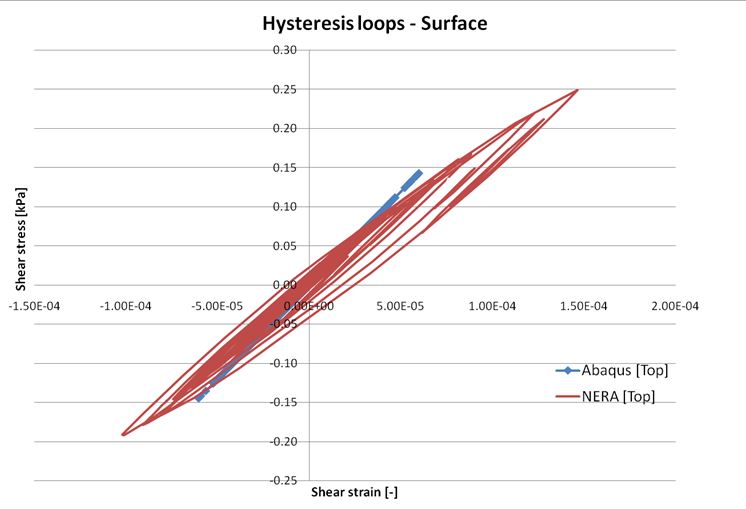 Hysteresis loops - Surface
0.30
0.25
0.20
0.15
0.10
0.05
0.00
-1.50E-04 -1.00E-04 -5.00E-05 0.00E+00 5.00E-05 1.00E-04 1.50E-04 2.00E-04
-0.05
-0.10
-0.15
-0.20
-0.25
Shear stress [kPa]
Abaqus [Top]
NERA [Top]
Shear strain [-]